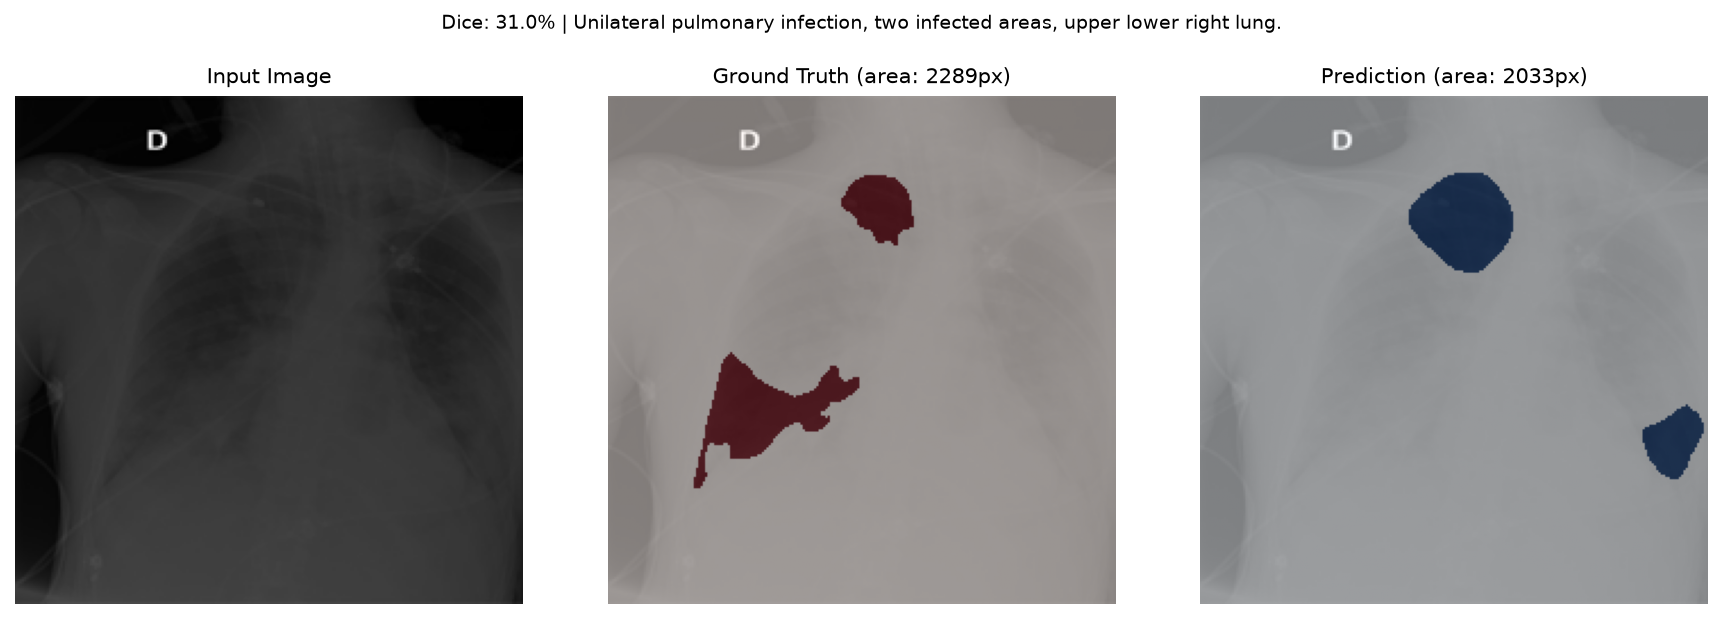 Dice: 31.0% | Unilateral pulmonary infection, two infected areas, upper lower right lung.
Input Image
Ground Truth (area: 2289px)
Prediction (area: 2033px)
D
D
D